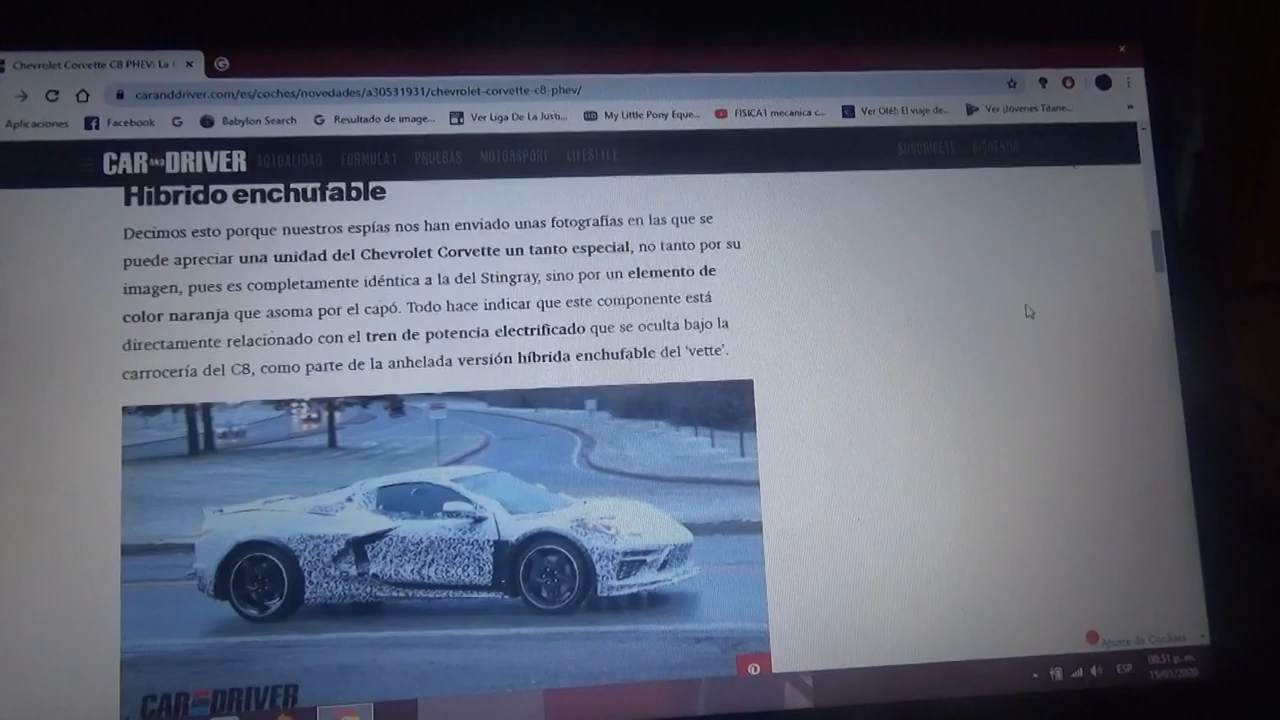 Chevrolet Corvette C8 PHEV: La
caranddriver.com/es/coches/novedades/a30531931/chevrolet-corvette-c8-phev/
Aplicaciones Facebook Babylon Search Resultado de image... Ver Liga De La Justi... My Little Pony Eque... FISICA1 mecanica c... Ver Olé!: El viaje de... Ver ¡Jóvenes Titane...
CAR AND DRIVER ACTUALIDAD FÓRMULA 1 PRUEBAS MOTORSPORT LIFESTYLE SUSCRÍBETE
Híbrido enchufable
Decimos esto porque nuestros espías nos han enviado unas fotografías en las que se
puede apreciar una unidad del Chevrolet Corvette un tanto especial, no tanto por su
imagen, pues es completamente idéntica a la del Stingray, sino por un elemento de
color naranja que asoma por el capó. Todo hace indicar que este componente está
directamente relacionado con el tren de potencia electrificado que se oculta bajo la
carrocería del C8, como parte de la anhelada versión híbrida enchufable del 'vette'.
CAR AND DRIVER
Ajuste de Cookies
ESP
08:51 p. m.
15/01/2020